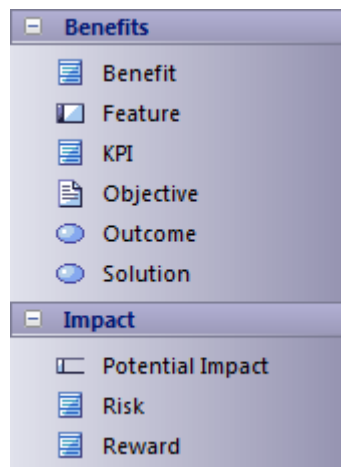 Benefits
Benefit
Feature
KPI
Objective
Outcome
Solution
Impact
Potential Impact
Risk
Reward